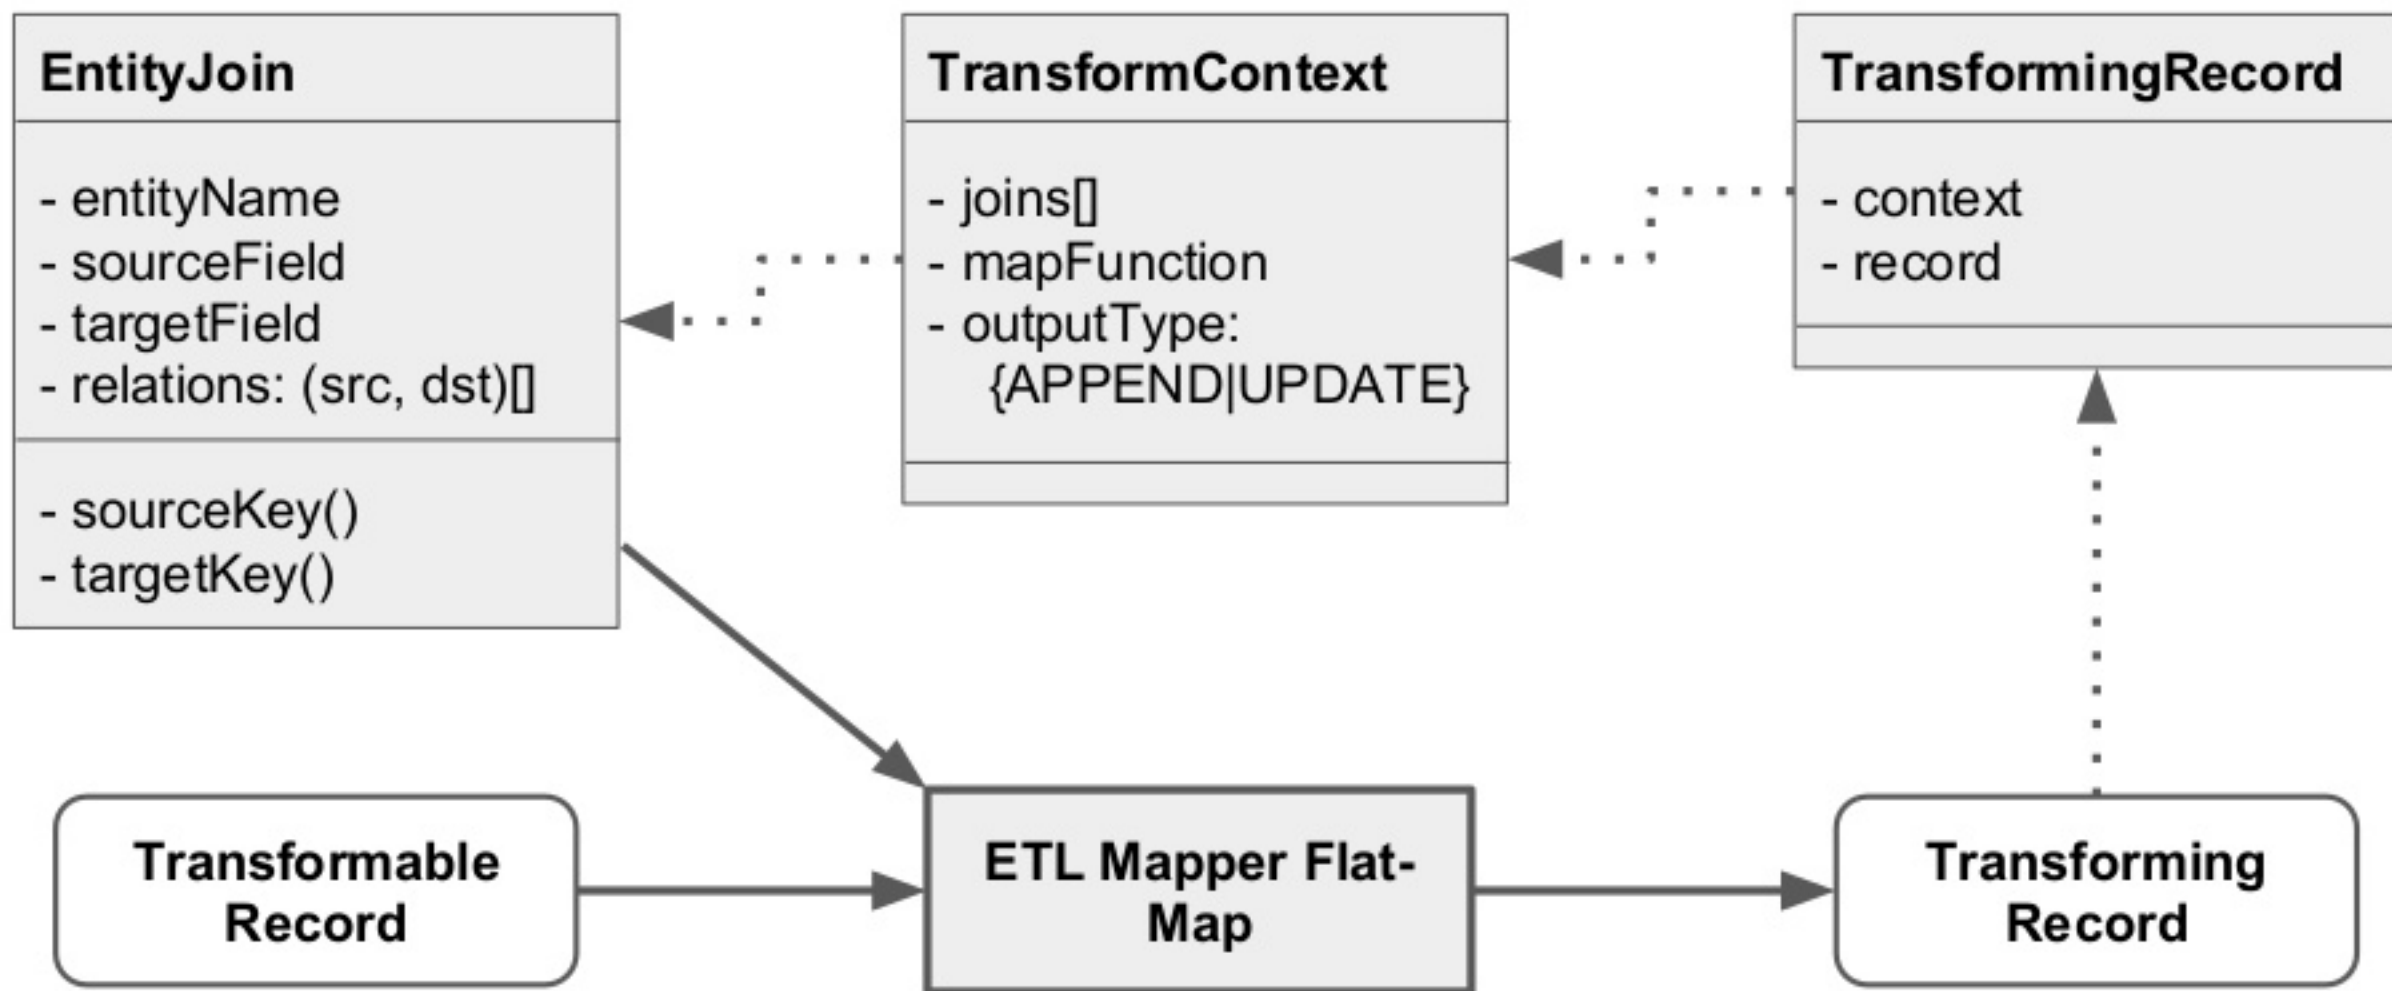 EntityJoin
- entityName
- sourceField
- targetField
- relations: (src, dst)[]
- sourceKey()
- targetKey()
TransformContext
- joins[]
- mapFunction
- outputType:
{APPEND|UPDATE}
TransformingRecord
- context
- record
Transformable
Record
ETL Mapper Flat-
Map
Transforming
Record